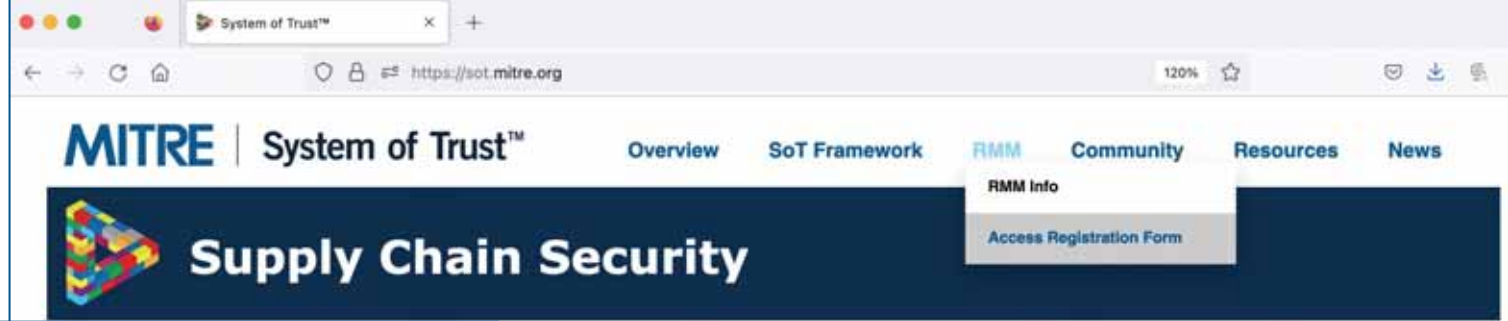 System of Trust™
https://sot.mitre.org
120%
MITRE | System of Trust™
Overview
SoT Framework
RMM
Community
Resources
News
RMM Info
Access Registration Form
Supply Chain Security